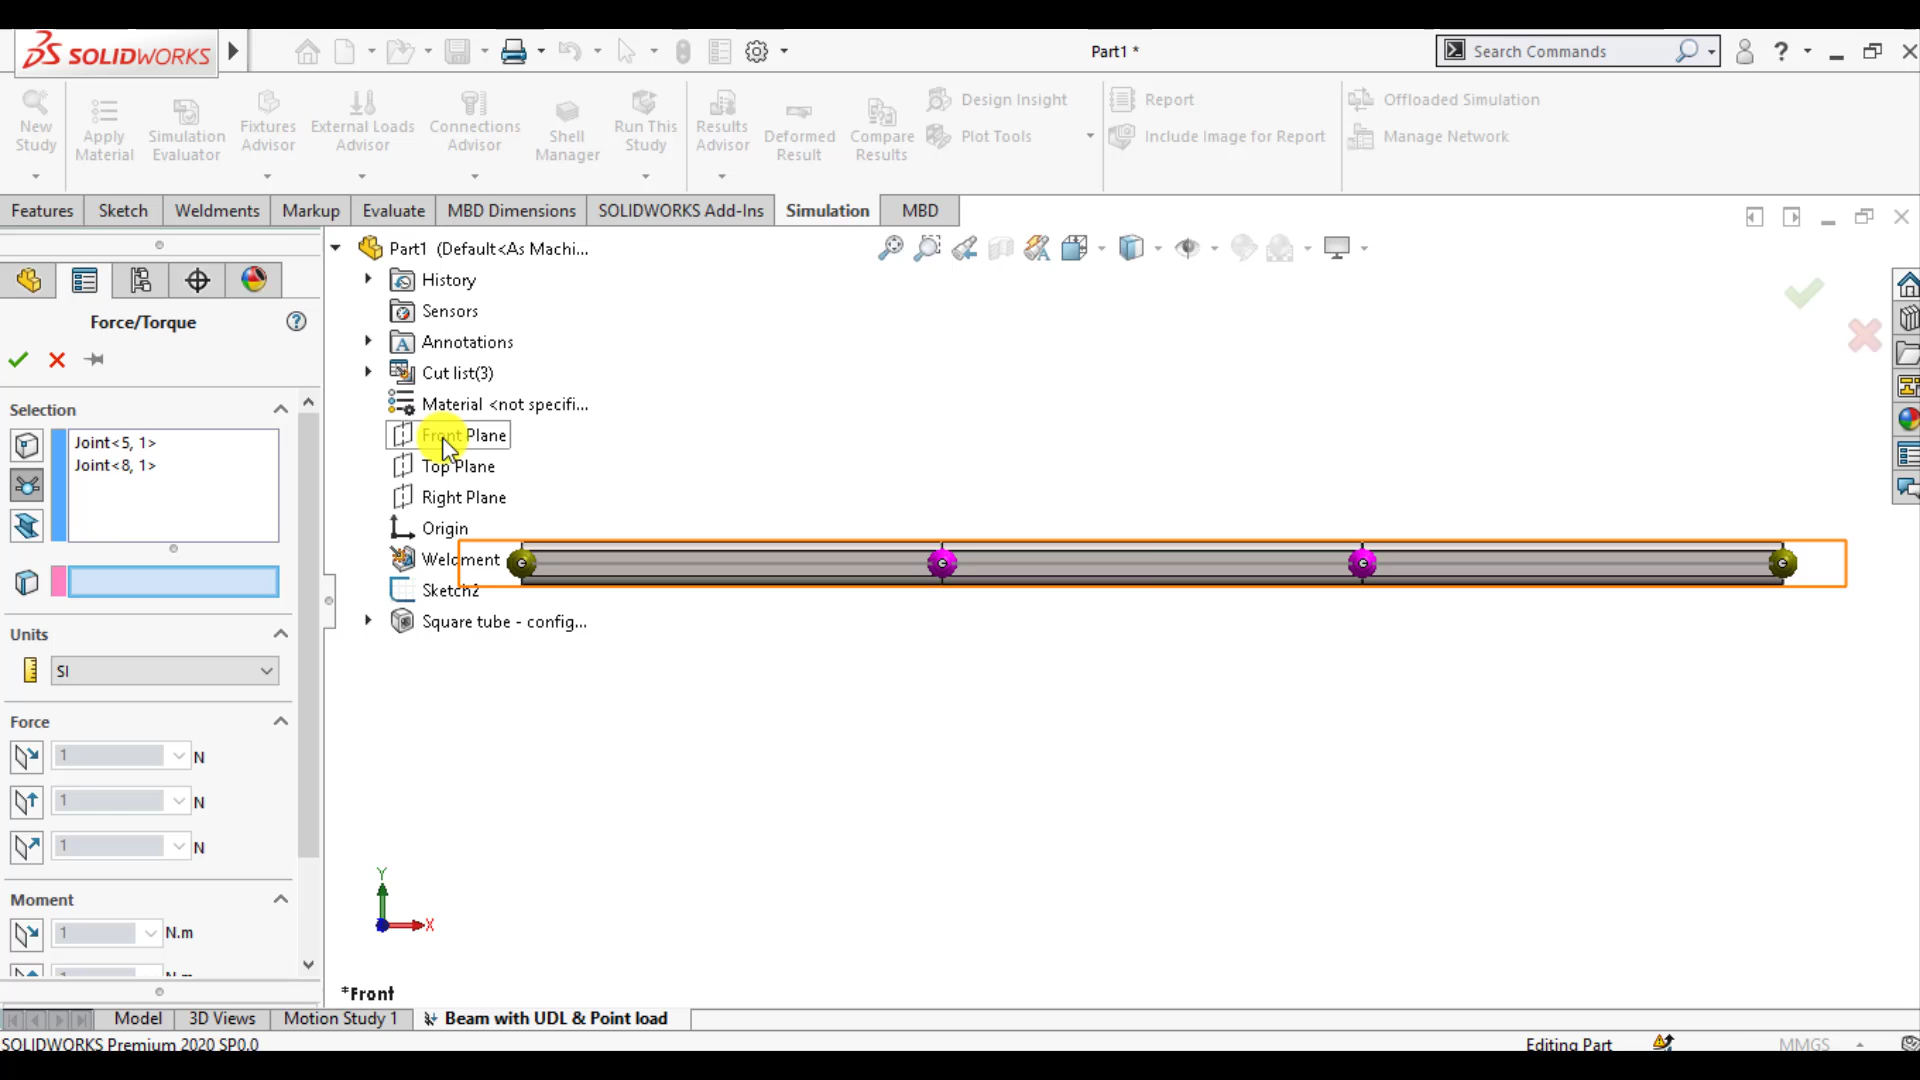 SOLIDWORKS
Part1 *
Search Commands
New Study
Apply Material
Simulation Evaluator
Fixtures Advisor
External Loads Advisor
Connections Advisor
Shell Manager
Run This Study
Results Advisor
Deformed Result
Compare Results
Design Insight
Plot Tools
Report
Include Image for Report
Offloaded Simulation
Manage Network
Features
Sketch
Weldments
Markup
Evaluate
MBD Dimensions
SOLIDWORKS Add-Ins
Simulation
MBD
Part1 (Default<As Machi...
History
Sensors
Annotations
Cut list(3)
Material <not specifi...
Front Plane
Top Plane
Right Plane
Origin
Weldment
Sketch2
Square tube - config...
Force/Torque
Selection
Joint<5, 1>
Joint<8, 1>
Units
SI
Force
1 N
1 N
1 N
Moment
1 N.m
1 N.m
Y
X
*Front
Model
3D Views
Motion Study 1
Beam with UDL & Point load
SOLIDWORKS Premium 2020 SP0.0
Editing Part
MMGS